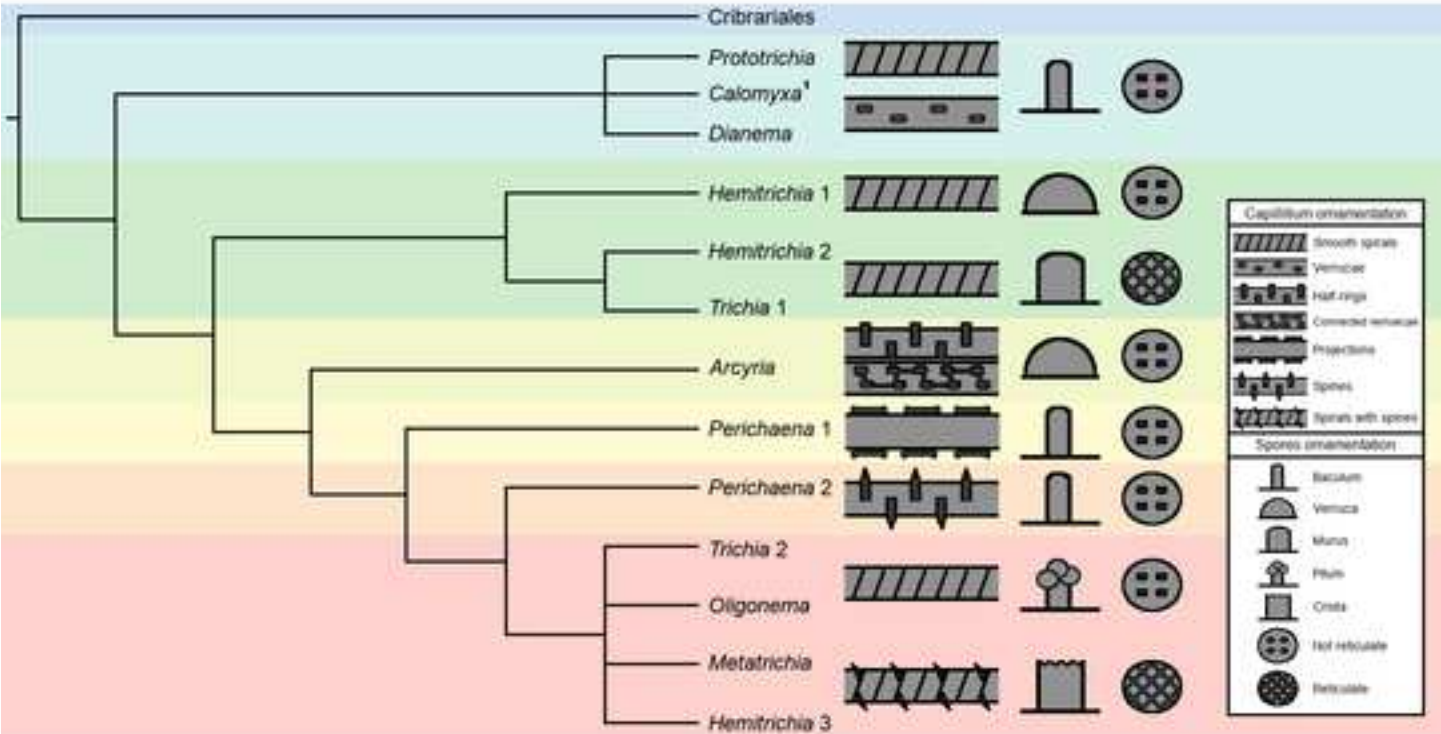 Cribrariales
Prototrichia
Calomyxa¹
Dianema
Hemitrichia 1
Hemitrichia 2
Trichia 1
Arcyria
Perichaena 1
Perichaena 2
Trichia 2
Oligonema
Metatrichia
Hemitrichia 3
Capillitium ornamentation
Smooth spirals
Verrucae
Half-rings
Connected verrucae
Projections
Spines
Spirals with spines
Spores ornamentation
Baculum
Verruca
Murus
Pilum
Crista
Not reticulate
Reticulate